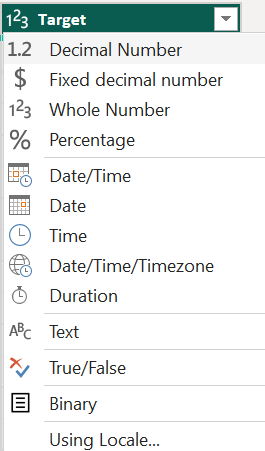 123 Target
1.2 Decimal Number
$ Fixed decimal number
123 Whole Number
% Percentage
Date/Time
Date
Time
Date/Time/Timezone
Duration
ABC Text
True/False
Binary
Using Locale...